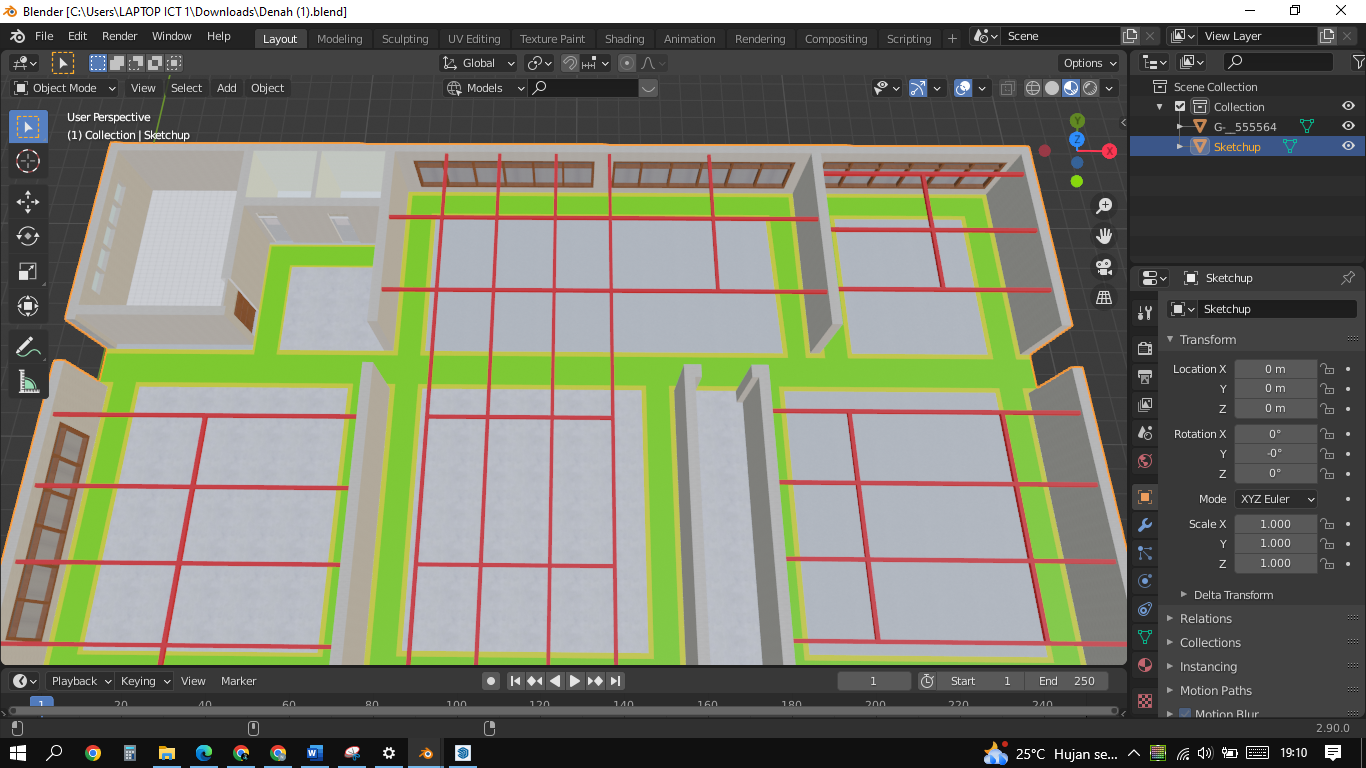 Blender [C:\Users\LAPTOP ICT 1\Downloads\Denah (1).blend]
File Edit Render Window Help Layout Modeling Sculpting UV Editing Texture Paint Shading Animation Rendering Compositing Scripting + Scene View Layer
Global Options
Object Mode View Select Add Object Models
User Perspective
(1) Collection | Sketchup
Y
Z
X
Scene Collection
Collection
G-__555564
Sketchup
Sketchup
Sketchup
Transform
Location X 0 m
Y 0 m
Z 0 m
Rotation X 0°
Y -0°
Z 0°
Mode XYZ Euler
Scale X 1.000
Y 1.000
Z 1.000
Delta Transform
Relations
Collections
Instancing
Motion Paths
Motion Blur
Playback Keying View Marker 1 Start 1 End 250
1 20 40 60 80 100 120 140 160 180 200 220 240
2.90.0
25°C Hujan se... 19:10